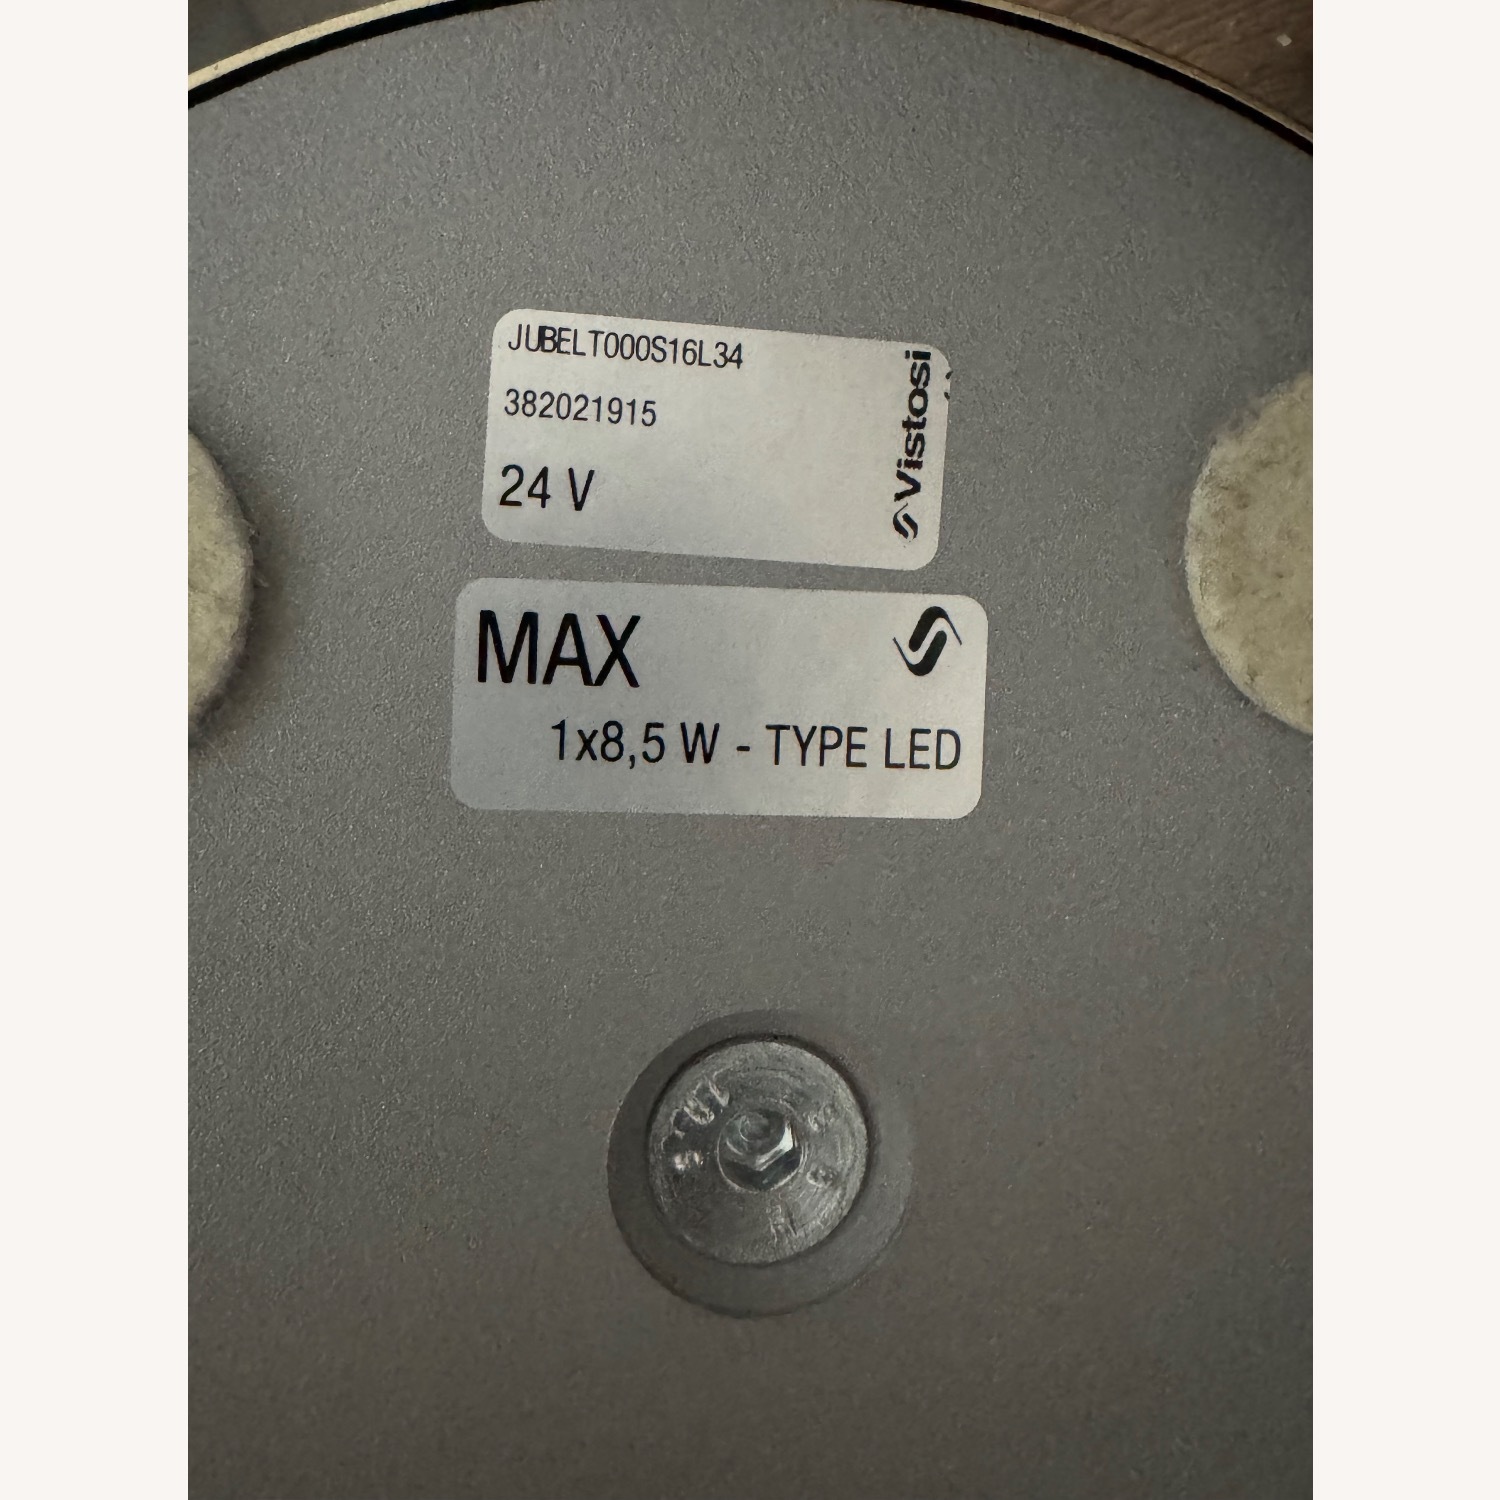 JUBELT000S16L34
382021915
24 V
Vistosi
MAX
1x8,5 W - TYPE LED